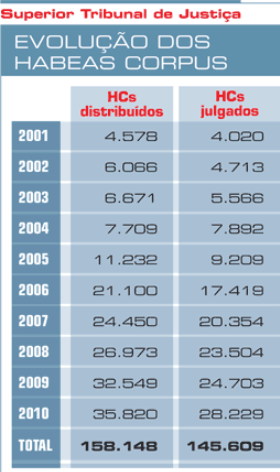 Superior Tribunal de Justiça
EVOLUÇÃO DOS
HABEAS CORPUS
HCs distribuídos HCs julgados
2001 4.578 4.020
2002 6.066 4.713
2003 6.671 5.566
2004 7.709 7.892
2005 11.232 9.209
2006 21.100 17.419
2007 24.450 20.354
2008 26.973 23.504
2009 32.549 24.703
2010 35.820 28.229
TOTAL 158.148 145.609